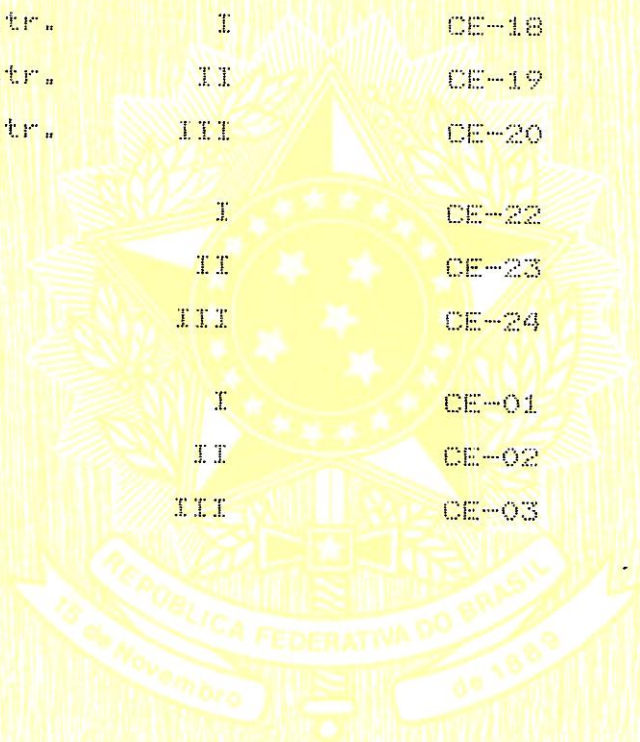 tr. I CE-18
tr. II CE-19
tr. III CE-20
I CE-22
II CE-23
III CE-24
I CE-01
II CE-02
III CE-03
REPÚBLICA FEDERATIVA DO BRASIL
15 de Novembro de 1889